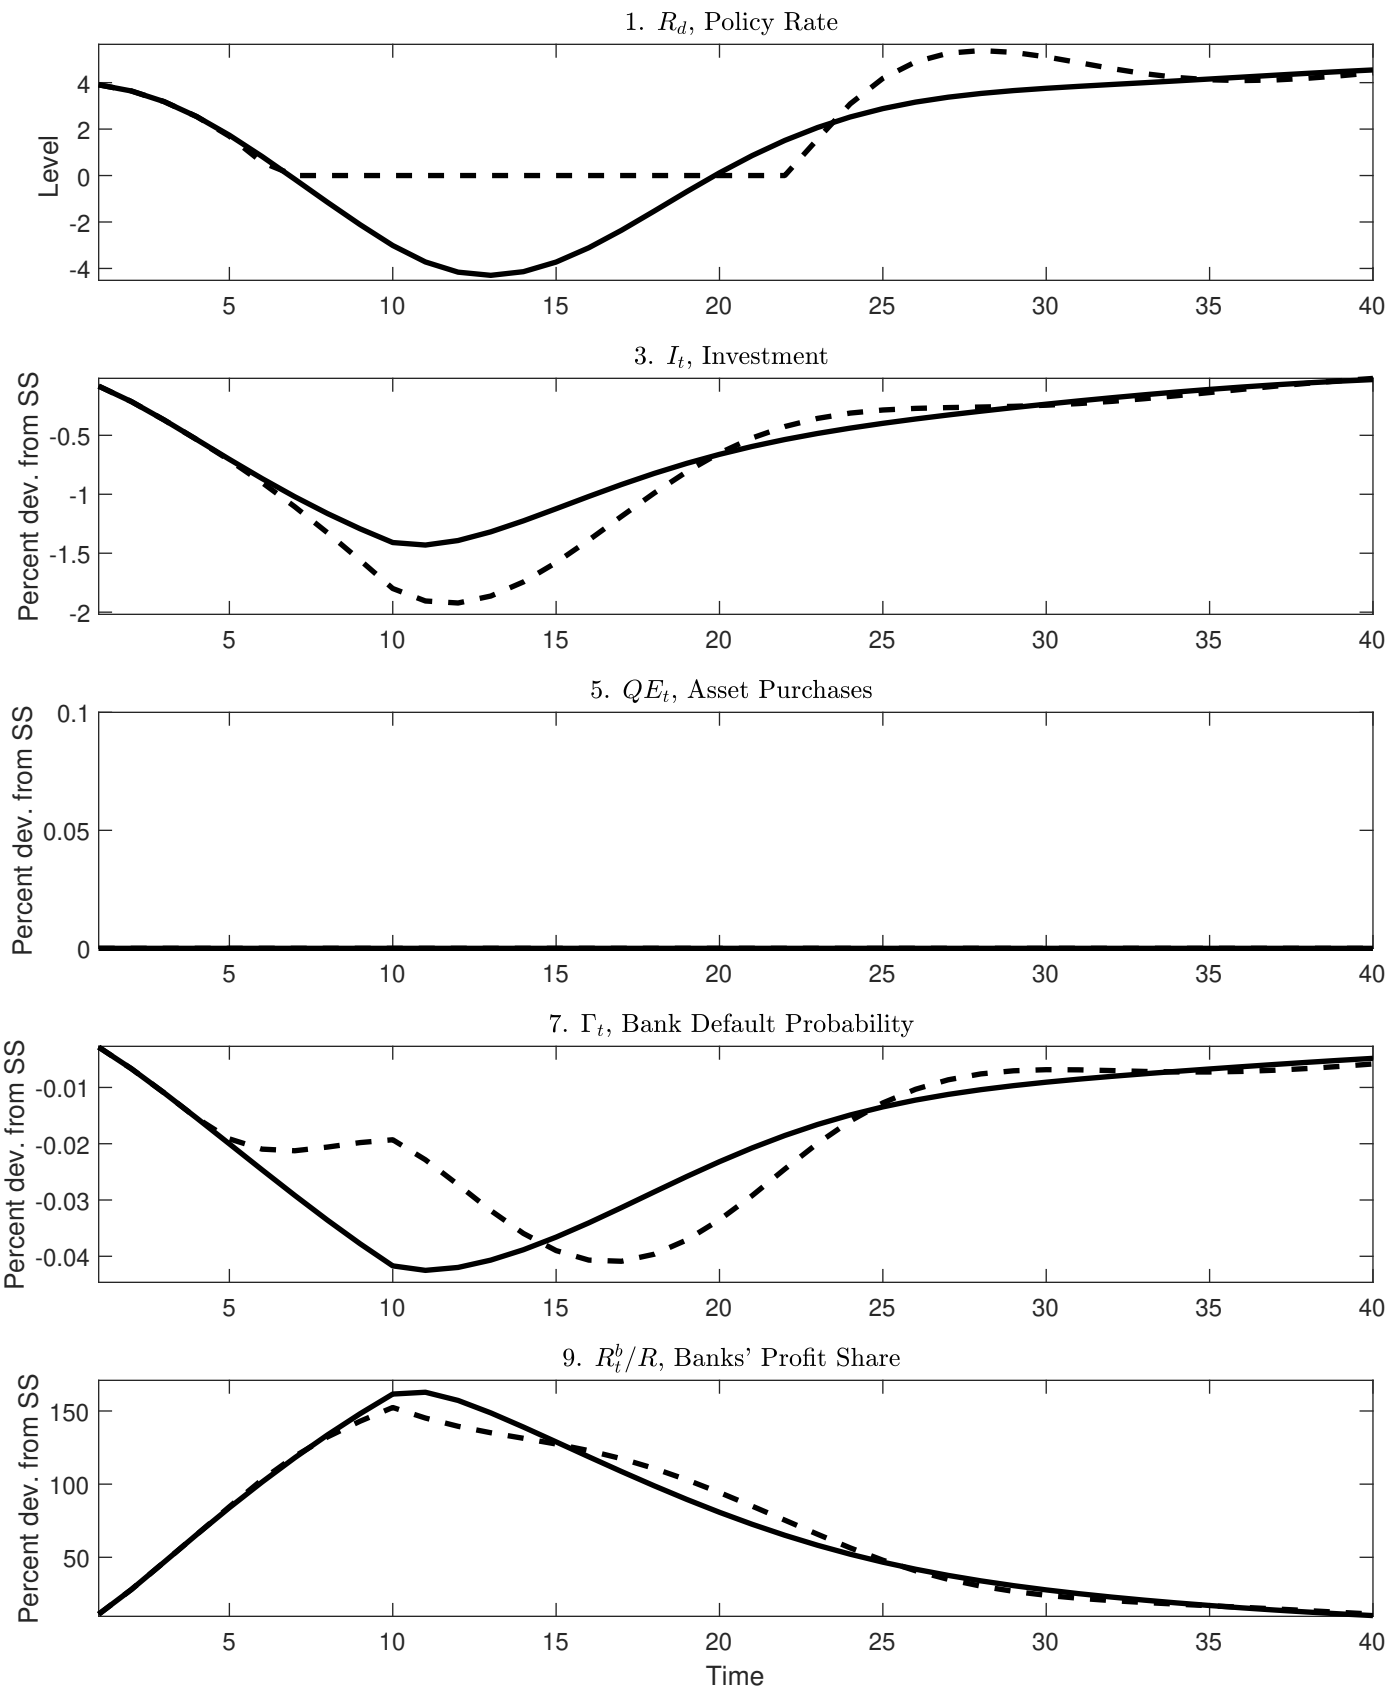 1. R_d, Policy Rate
Level
4
2
0
-2
-4
5 10 15 20 25 30 35 40
3. I_t, Investment
Percent dev. from SS
-0.5
-1
-1.5
-2
5 10 15 20 25 30 35 40
5. QE_t, Asset Purchases
Percent dev. from SS
0.1
0.05
0
5 10 15 20 25 30 35 40
7. Γ_t, Bank Default Probability
Percent dev. from SS
-0.01
-0.02
-0.03
-0.04
5 10 15 20 25 30 35 40
9. R_t^b/R, Banks' Profit Share
Percent dev. from SS
150
100
50
5 10 15 20 25 30 35 40
Time